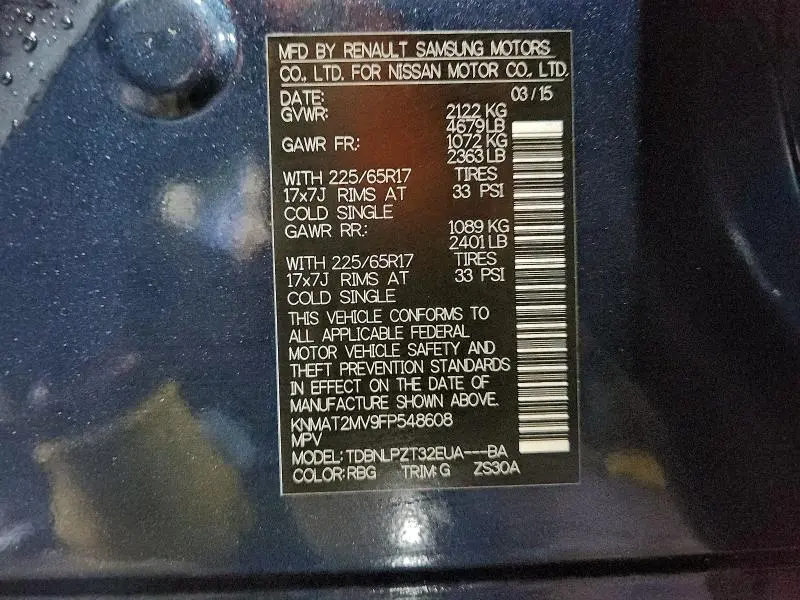 MFD BY RENAULT SAMSUNG MOTORS
CO., LTD. FOR NISSAN MOTOR CO., LTD.
DATE: 03/15
GVWR: 2122 KG
4679LB
GAWR FR.: 1072 KG
2363 LB
WITH 225/65R17 TIRES
17x7J RIMS AT 33 PSI
COLD SINGLE
GAWR RR.: 1089 KG
2401 LB
WITH 225/65R17 TIRES
17x7J RIMS AT 33 PSI
COLD SINGLE
THIS VEHICLE CONFORMS TO
ALL APPLICABLE FEDERAL
MOTOR VEHICLE SAFETY AND
THEFT PREVENTION STANDARDS
IN EFFECT ON THE DATE OF
MANUFACTURE SHOWN ABOVE.
KNMAT2MV9FP548608
MPV
MODEL: TDBNLPZT32EUA---BA
COLOR: RBG TRIM: G ZS30A